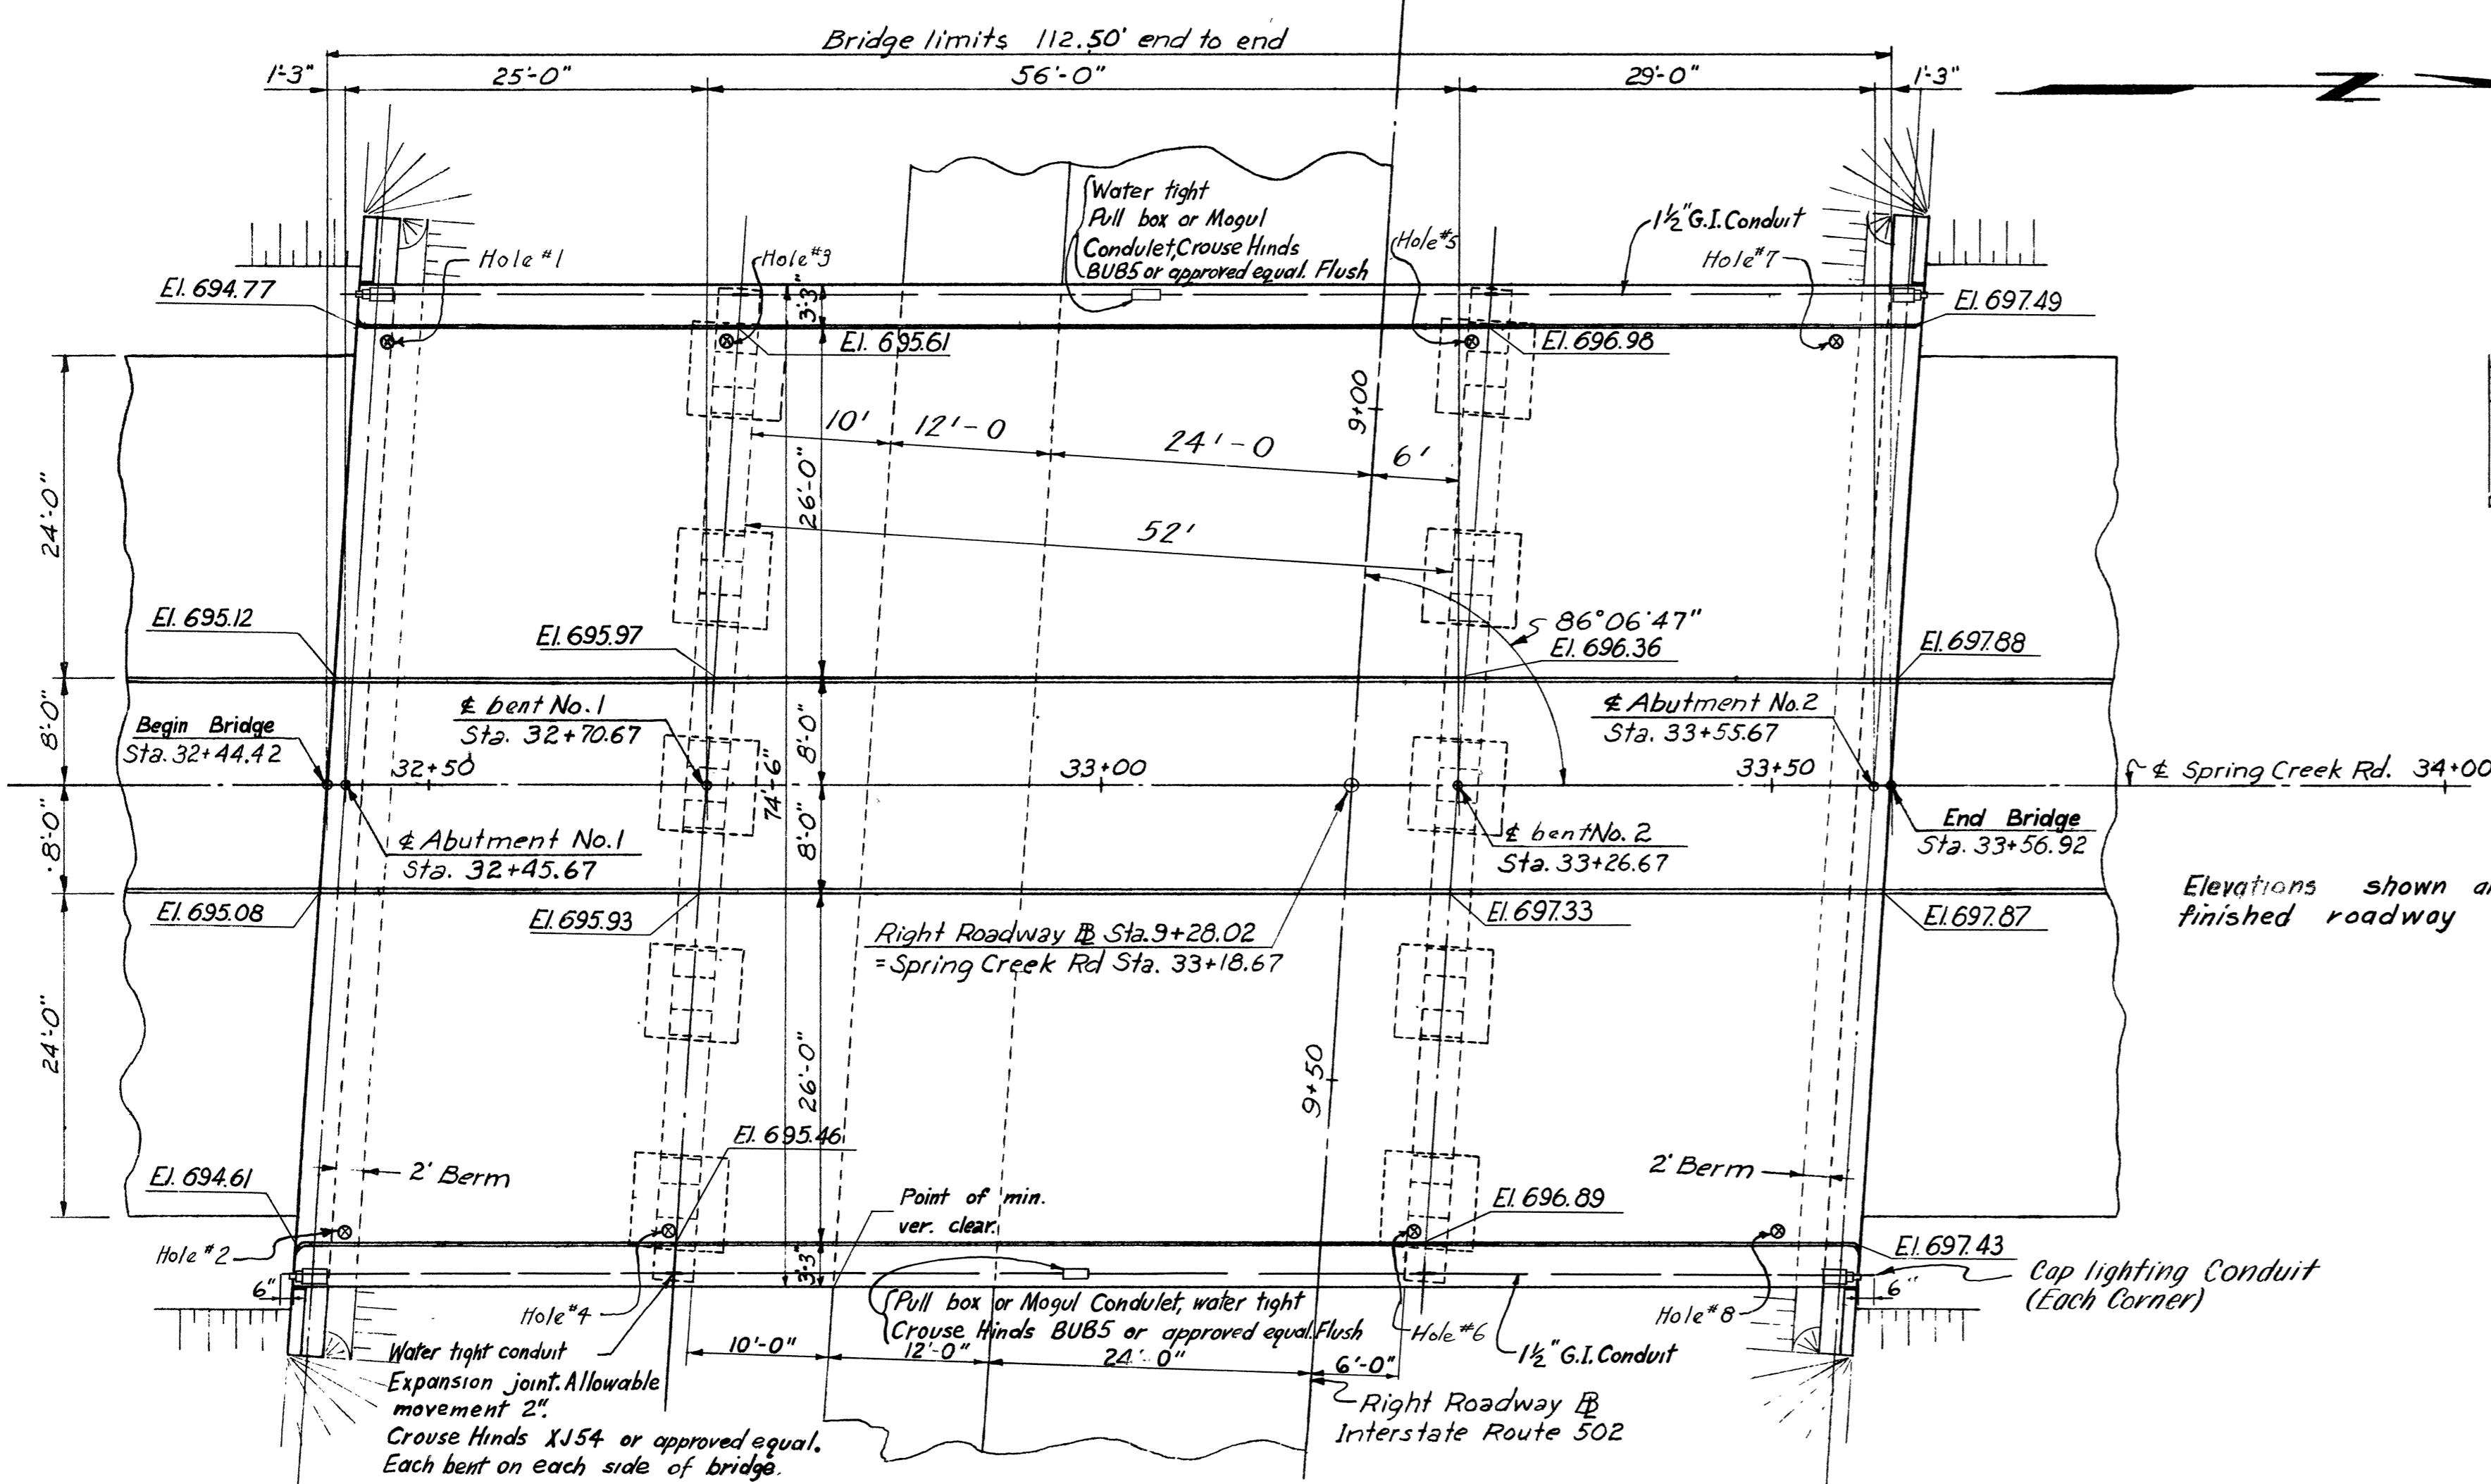 Bridge limits 112.50' end to end
1'-3"
25'-0"
56'-0"
29'-0"
1'-3"
N
Water tight
Pull box or Mogul
Condulet, Crouse Hinds
BUB5 or approved equal. Flush
1½" G.I. Conduit
Hole #1
Hole #3
Hole #5
Hole #7
El. 694.77
3'-3"
El. 695.61
El. 696.98
El. 697.49
9+00
10'
12'-0
24'-0
6'
24'-0"
26'-0"
52'
86°06'47"
El. 695.12
El. 695.97
El. 696.36
El. 697.88
8'-0"
Begin Bridge
Sta. 32+44.42
℄ bent No. 1
Sta. 32+70.67
8'-0"
℄ Abutment No. 2
Sta. 33+55.67
32+50
33+00
33+50
℄ Spring Creek Rd. 34+00
74'-6"
8'-0"
℄ Abutment No. 1
Sta. 32+45.67
8'-0"
℄ bent No. 2
Sta. 33+26.67
End Bridge
Sta. 33+56.92
El. 695.08
El. 695.93
El. 697.33
El. 697.87
Elevations shown a
finished roadway
Right Roadway BL Sta. 9+28.02
= Spring Creek Rd Sta. 33+18.67
24'-0"
26'-0"
9+50
El. 695.46
El. 694.61
2' Berm
2' Berm
Point of min.
ver. clear.
El. 696.89
Hole #2
3'-3"
El. 697.43
Cap lighting Conduit
(Each Corner)
6"
6"
Hole #4
Pull box or Mogul Condulet, water tight
Crouse Hinds BUB5 or approved equal. Flush
Hole #6
Hole #8
1½" G.I. Conduit
10'-0"
12'-0"
24'-0"
6'-0"
Water tight conduit
Expansion joint. Allowable
movement 2".
Crouse Hinds XJ54 or approved equal.
Each bent on each side of bridge.
Right Roadway BL
Interstate Route 502